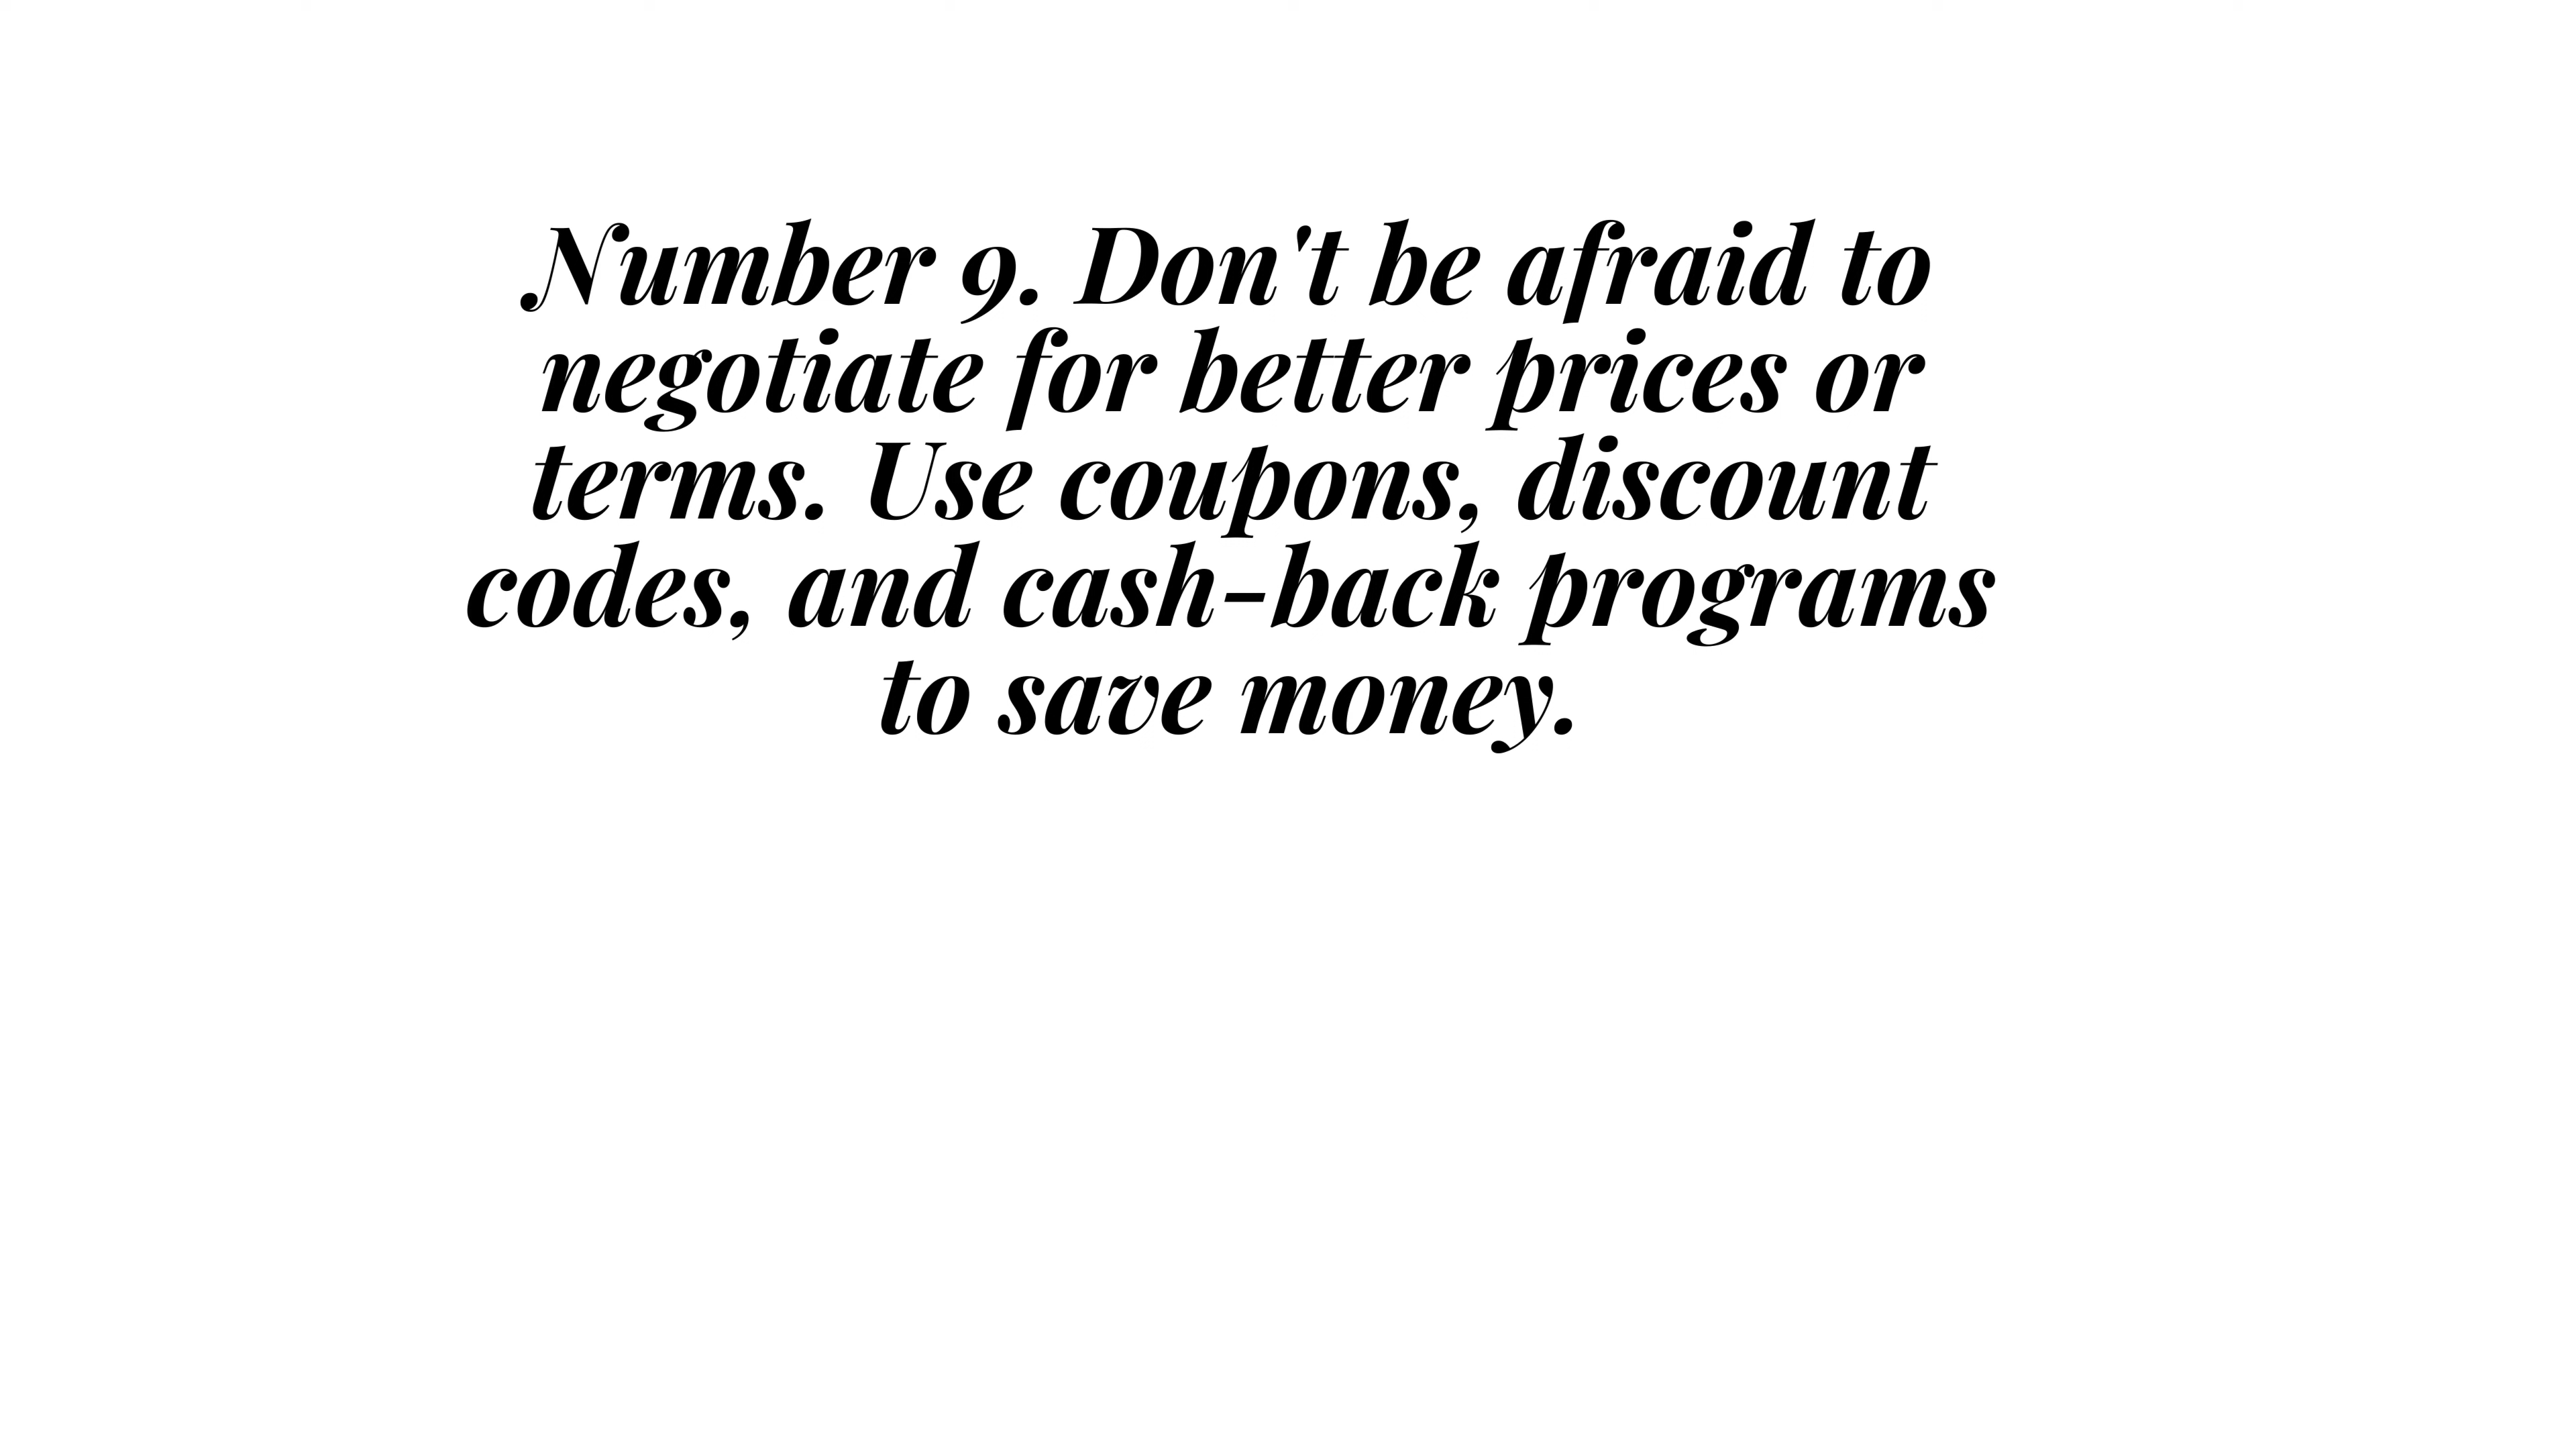 Number 9. Don't be afraid to
negotiate for better prices or
terms. Use coupons, discount
codes, and cash-back programs
to save money.